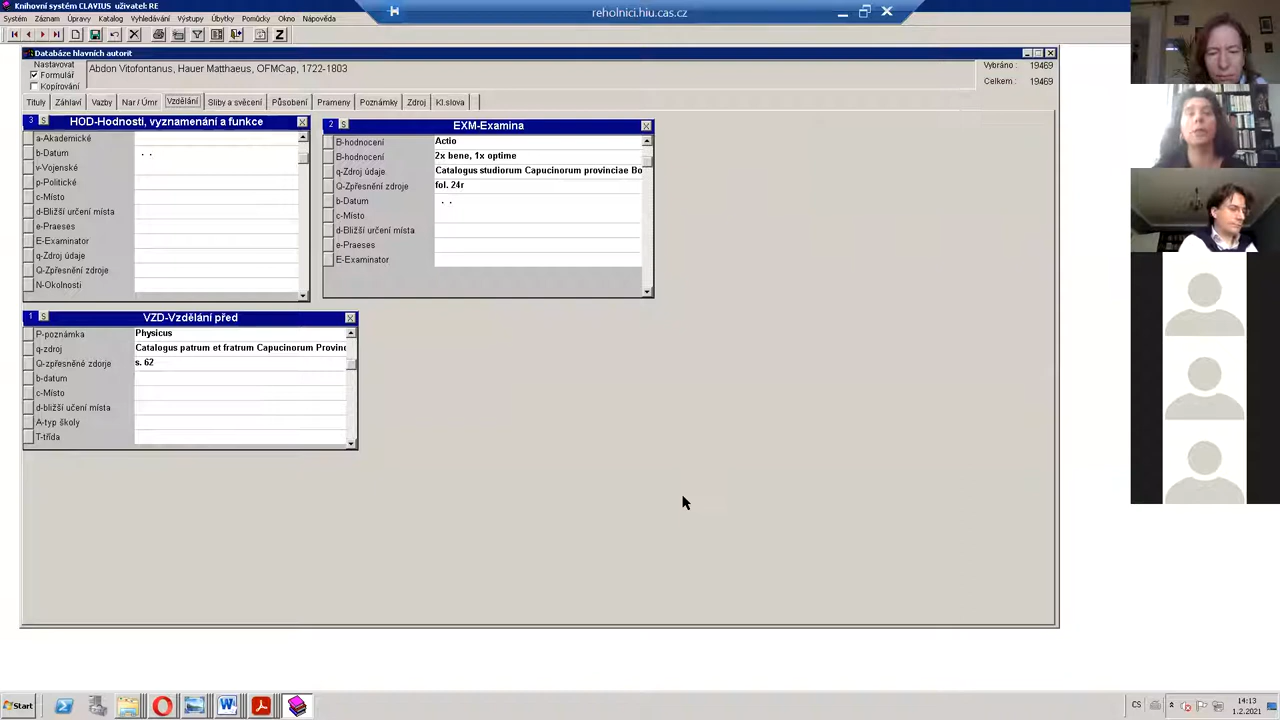 Knihovní systém CLAVIUS uživatek RE
reholnici.hiu.cas.cz
Systém Záznam Úpravy Katalog Vyhledávání Výstupy Úbytky Pomůcky Okno Nápověda
Databáze hlavních autorit
Nastavovat
Formulář
Kopírování
Abdon Vitofontanus, Hauer Matthaeus, OFMCap, 1722-1803
Vybráno : 19469
Celkem : 19469
Tituly Záhlaví Vazby Nar / Úmr Vzdělání Sliby a svěcení Působení Prameny Poznámky Zdroj Kl.slova
3 S HOD-Hodnosti, vyznamenání a funkce
a-Akademické
b-Datum . .
v-Vojenské
p-Politické
c-Místo
d-Bližší určení místa
e-Praeses
E-Examinator
q-Zdroj údaje
Q-Zpřesnění zdroje
N-Okolnosti
2 S EXM-Examina
B-hodnocení Actio
B-hodnocení 2x bene, 1x optime
q-Zdroj údaje Catalogus studiorum Capucinorum provinciae Bo
Q-Zpřesnění zdroje fol. 24r
b-Datum . .
c-Místo
d-Bližší určení místa
e-Praeses
E-Examinator
1 S VZD-Vzdělání před
P-poznámka Physicus
q-zdroj Catalogus patrum et fratrum Capucinorum Provinc
Q-zpřesněné zdorje s. 62
b-datum
c-Místo
d-bližší učení místa
A-typ školy
T-třída
Start
CS
14:13
1.2.2021